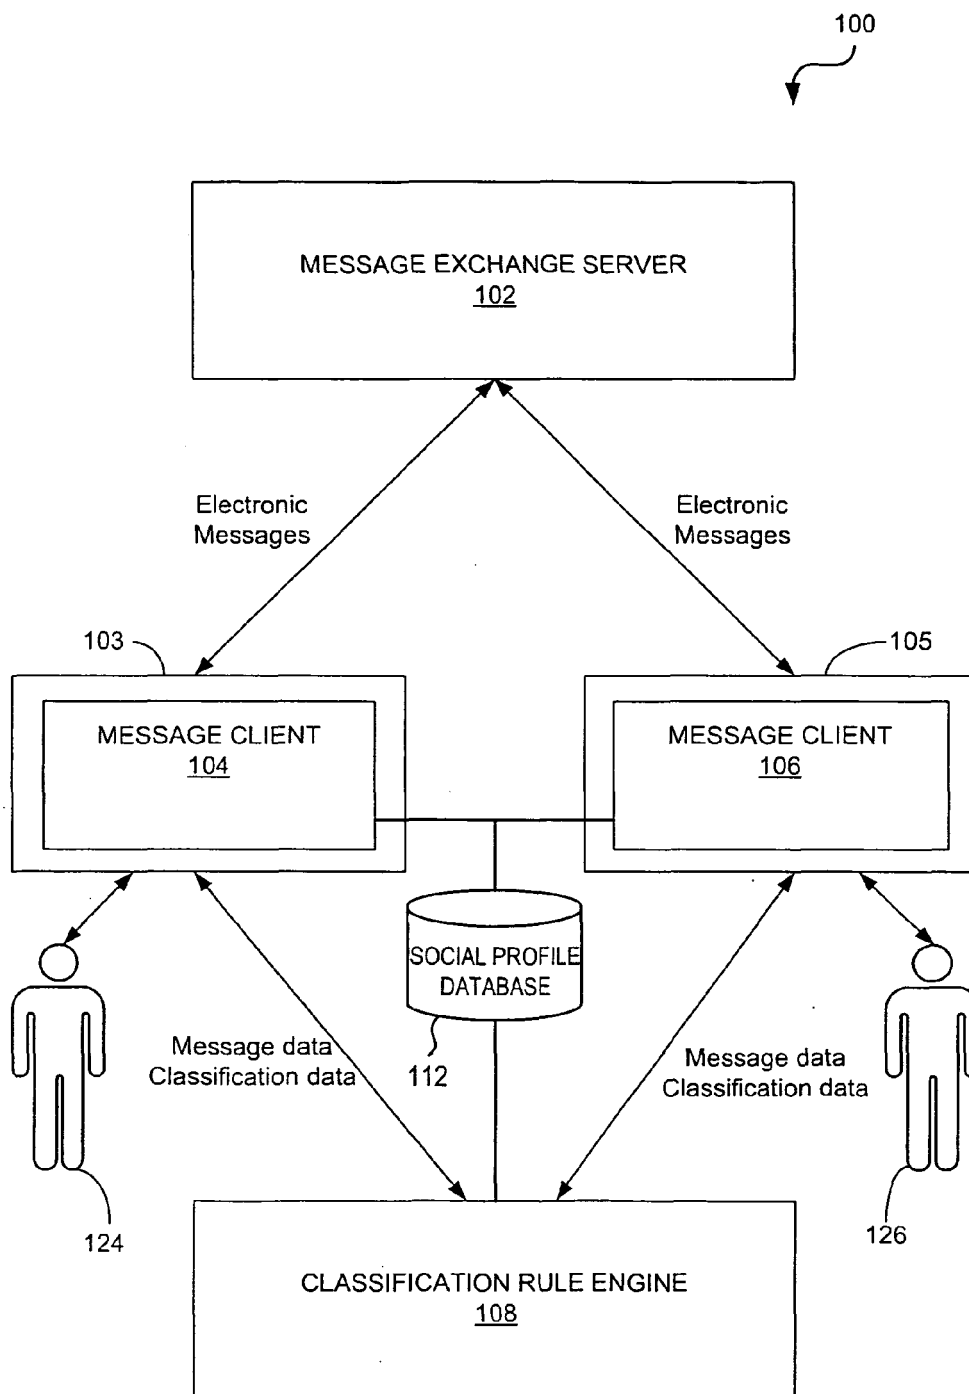 100
MESSAGE EXCHANGE SERVER
102
Electronic
Messages
Electronic
Messages
103
105
MESSAGE CLIENT
104
MESSAGE CLIENT
106
SOCIAL PROFILE
DATABASE
112
Message data
Classification data
Message data
Classification data
124
126
CLASSIFICATION RULE ENGINE
108